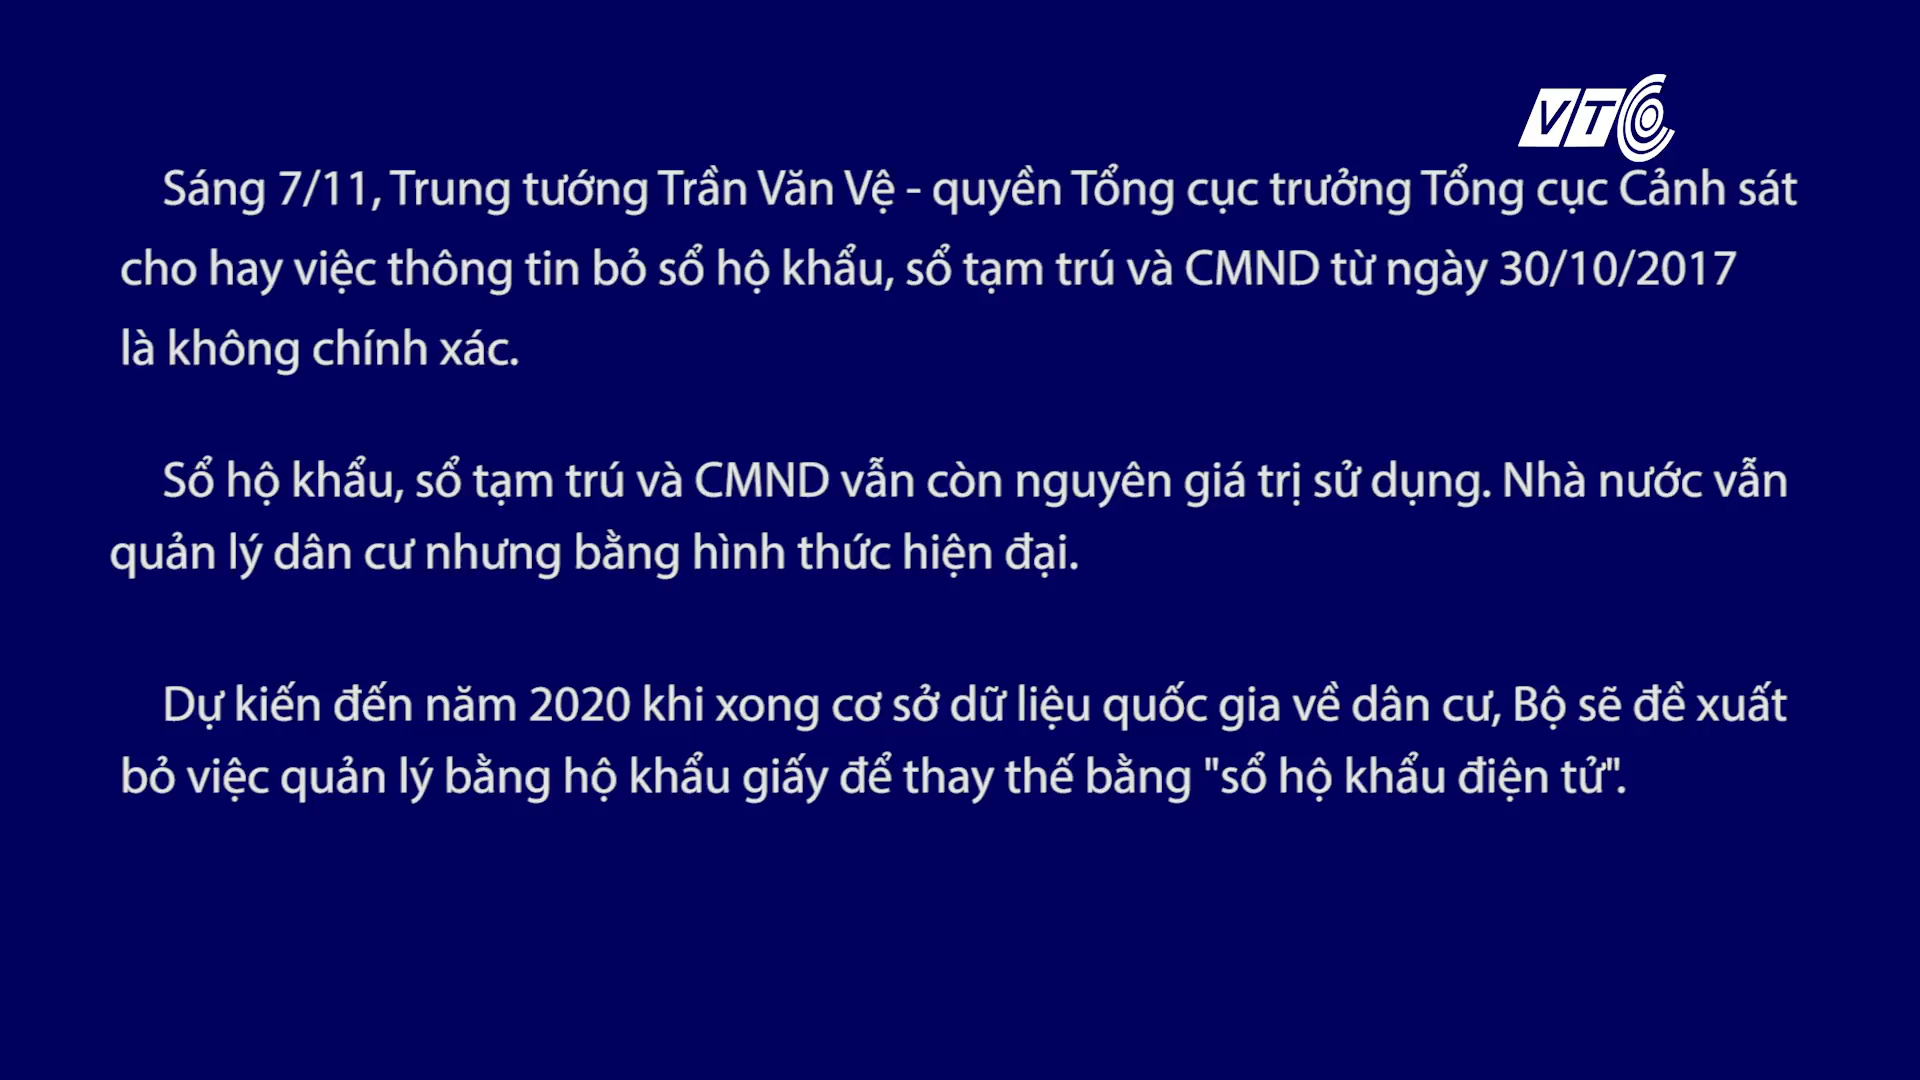 VTC
Sáng 7/11, Trung tướng Trần Văn Vệ - quyền Tổng cục trưởng Tổng cục Cảnh sát
cho hay việc thông tin bỏ sổ hộ khẩu, sổ tạm trú và CMND từ ngày 30/10/2017
là không chính xác.
Sổ hộ khẩu, sổ tạm trú và CMND vẫn còn nguyên giá trị sử dụng. Nhà nước vẫn
quản lý dân cư nhưng bằng hình thức hiện đại.
Dự kiến đến năm 2020 khi xong cơ sở dữ liệu quốc gia về dân cư, Bộ sẽ đề xuất
bỏ việc quản lý bằng hộ khẩu giấy để thay thế bằng "sổ hộ khẩu điện tử".